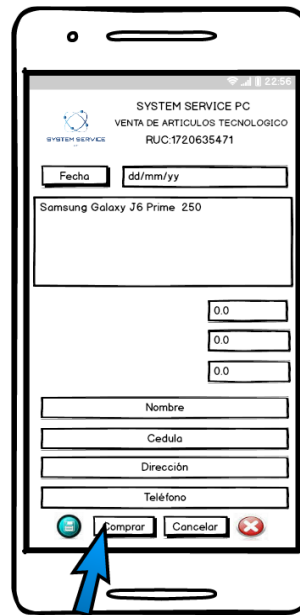 22:56
SYSTEM SERVICE PC
VENTA DE ARTICULOS TECNOLOGICO
SYSTEM SERVICE
RUC:1720635471
Fecha
dd/mm/yy
Samsung Galaxy J6 Prime 250
0.0
0.0
0.0
Nombre
Cedula
Dirección
Teléfono
Comprar
Cancelar